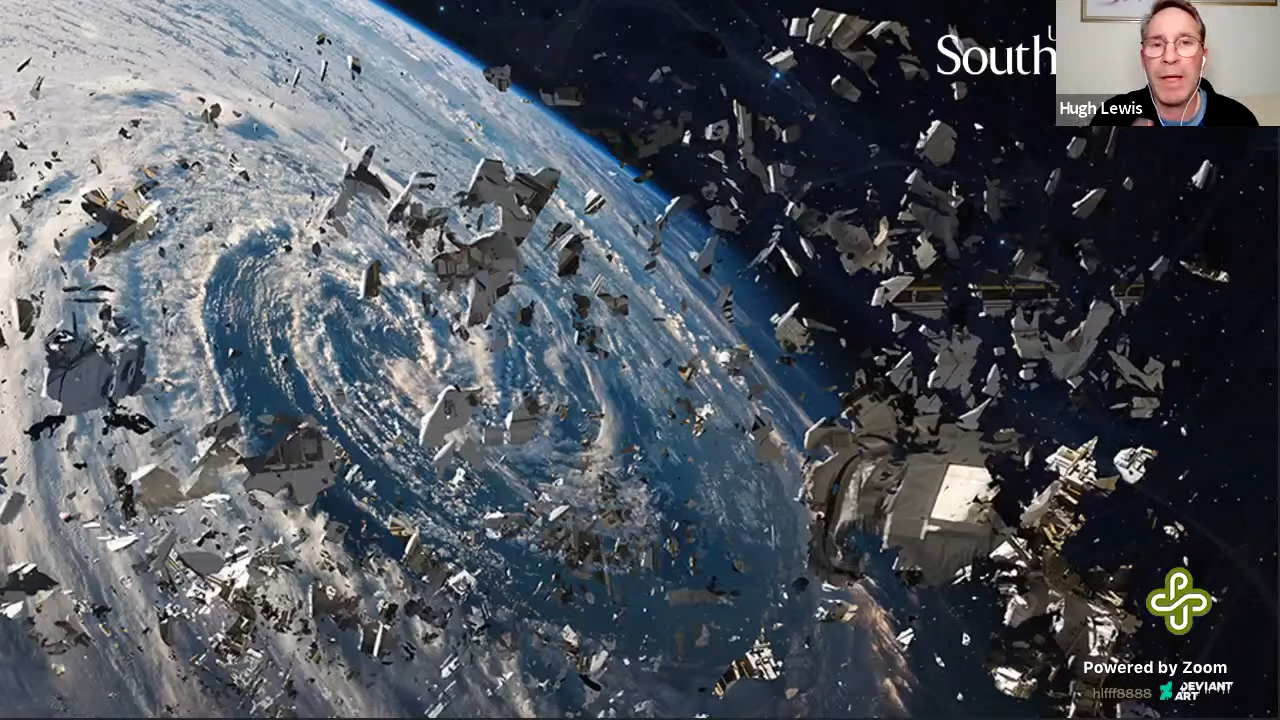 South
Hugh Lewis
Powered by Zoom
hlfff8888 DEVIANT
ART